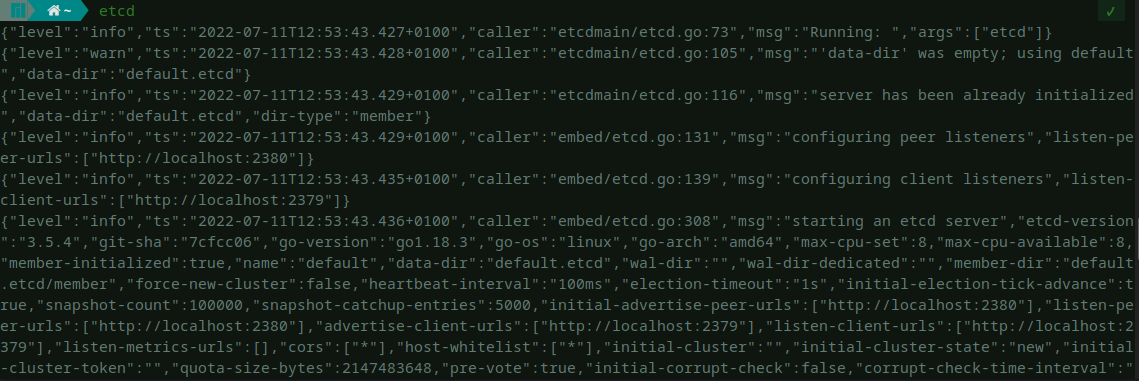 ~ etcd ✓
{"level":"info","ts":"2022-07-11T12:53:43.427+0100","caller":"etcdmain/etcd.go:73","msg":"Running: ","args":["etcd"]}
{"level":"warn","ts":"2022-07-11T12:53:43.428+0100","caller":"etcdmain/etcd.go:105","msg":"'data-dir' was empty; using default
","data-dir":"default.etcd"}
{"level":"info","ts":"2022-07-11T12:53:43.429+0100","caller":"etcdmain/etcd.go:116","msg":"server has been already initialized
","data-dir":"default.etcd","dir-type":"member"}
{"level":"info","ts":"2022-07-11T12:53:43.429+0100","caller":"embed/etcd.go:131","msg":"configuring peer listeners","listen-pe
er-urls":["http://localhost:2380"]}
{"level":"info","ts":"2022-07-11T12:53:43.435+0100","caller":"embed/etcd.go:139","msg":"configuring client listeners","listen-
client-urls":["http://localhost:2379"]}
{"level":"info","ts":"2022-07-11T12:53:43.436+0100","caller":"embed/etcd.go:308","msg":"starting an etcd server","etcd-version
":"3.5.4","git-sha":"7cfcc06","go-version":"go1.18.3","go-os":"linux","go-arch":"amd64","max-cpu-set":8,"max-cpu-available":8,
"member-initialized":true,"name":"default","data-dir":"default.etcd","wal-dir":"","wal-dir-dedicated":"","member-dir":"default
.etcd/member","force-new-cluster":false,"heartbeat-interval":"100ms","election-timeout":"1s","initial-election-tick-advance":t
rue,"snapshot-count":100000,"snapshot-catchup-entries":5000,"initial-advertise-peer-urls":["http://localhost:2380"],"listen-pe
er-urls":["http://localhost:2380"],"advertise-client-urls":["http://localhost:2379"],"listen-client-urls":["http://localhost:2
379"],"listen-metrics-urls":[],"cors":["*"],"host-whitelist":["*"],"initial-cluster":"","initial-cluster-state":"new","initial
-cluster-token":"","quota-size-bytes":2147483648,"pre-vote":true,"initial-corrupt-check":false,"corrupt-check-time-interval":"